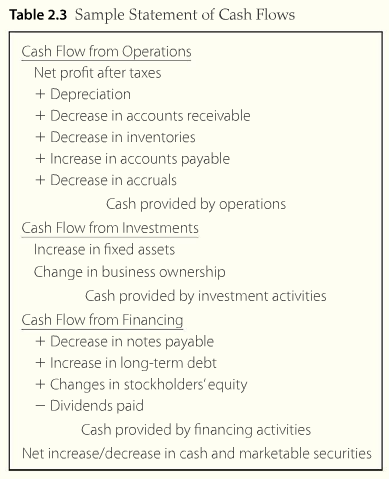 Table 2.3 Sample Statement of Cash Flows
Cash Flow from Operations
Net profit after taxes
+ Depreciation
+ Decrease in accounts receivable
+ Decrease in inventories
+ Increase in accounts payable
+ Decrease in accruals
Cash provided by operations
Cash Flow from Investments
Increase in fixed assets
Change in business ownership
Cash provided by investment activities
Cash Flow from Financing
+ Decrease in notes payable
+ Increase in long-term debt
+ Changes in stockholders' equity
− Dividends paid
Cash provided by financing activities
Net increase/decrease in cash and marketable securities